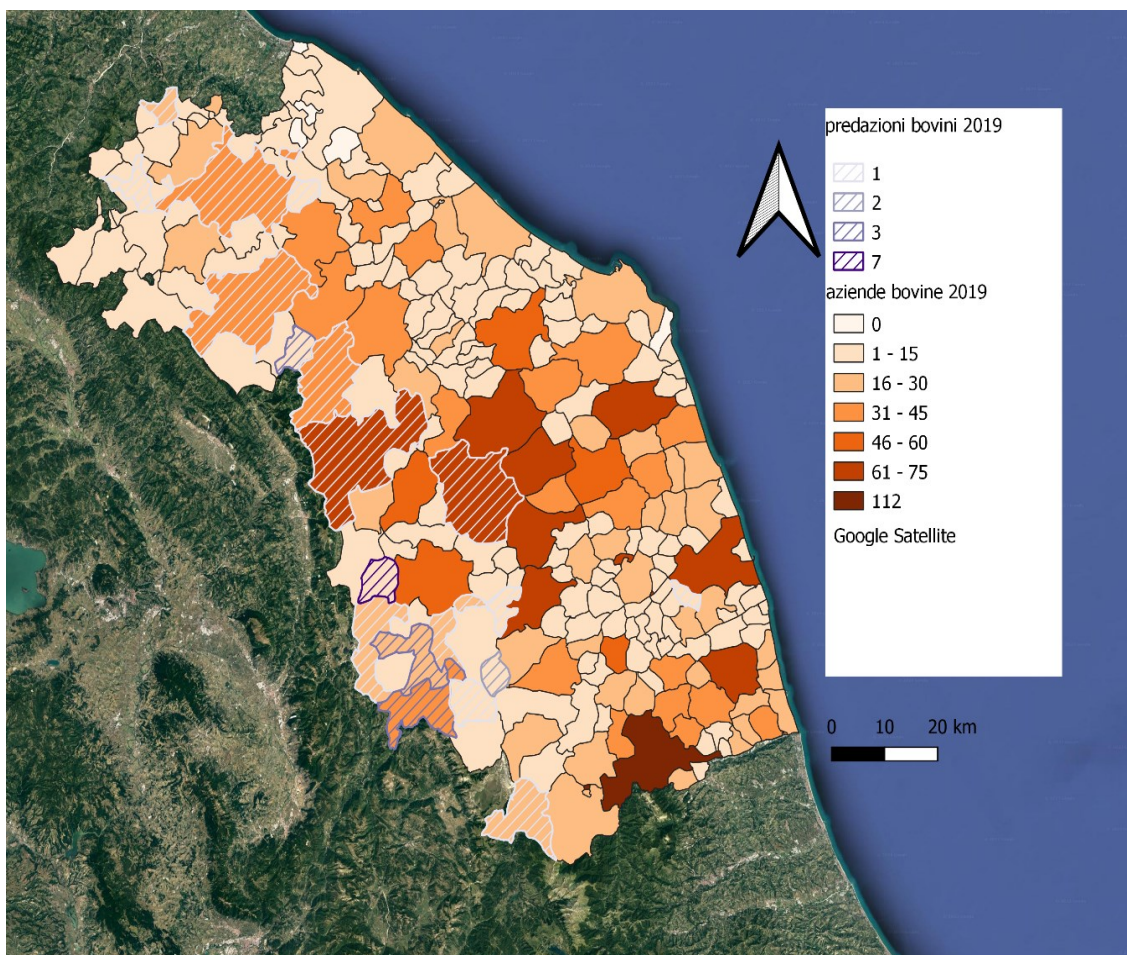 predazioni bovini 2019
1
2
3
7
aziende bovine 2019
0
1 - 15
16 - 30
31 - 45
46 - 60
61 - 75
112
Google Satellite
0 10 20 km